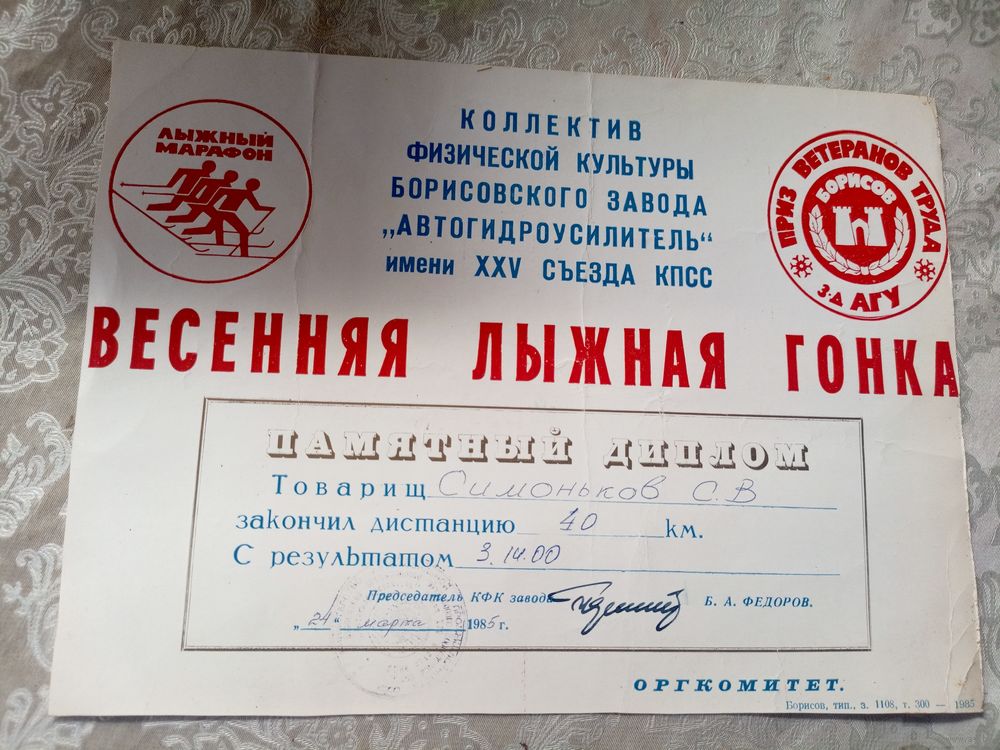 ЛЫЖНЫЙ
МАРАФОН
КОЛЛЕКТИВ
ФИЗИЧЕСКОЙ КУЛЬТУРЫ
БОРИСОВСКОГО ЗАВОДА
„АВТОГИДРОУСИЛИТЕЛЬ“
имени XXV СЪЕЗДА КПСС
ПРИЗ ВЕТЕРАНОВ ТРУДА
БОРИСОВ
З-Д АГУ
ВЕСЕННЯЯ ЛЫЖНАЯ ГОНКА
ПАМЯТНЫЙ ДИПЛОМ
Товарищ Симоньков С.В
закончил дистанцию 40 км.
С результатом 3.14.00
Председатель КФК завода Б. А. ФЕДОРОВ.
„24“ марта 1985 г.
ОРГКОМИТЕТ.
Борисов, тип., з. 1108, т. 300 — 1985